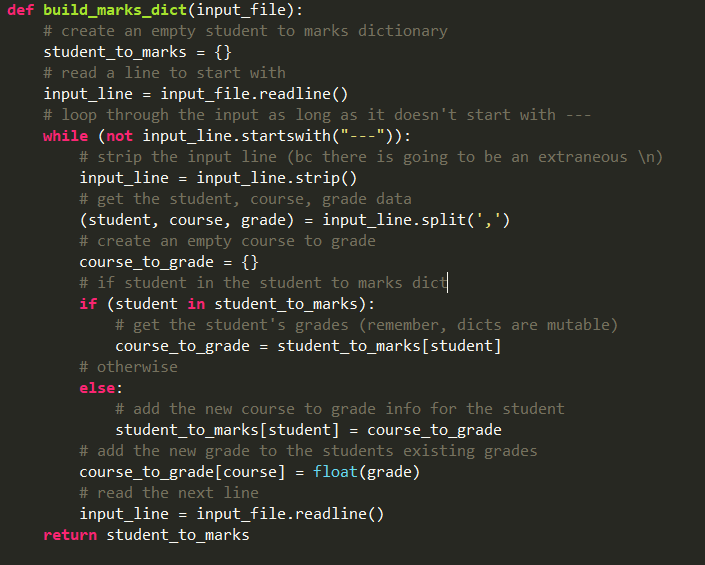 def build_marks_dict(input_file):
    # create an empty student to marks dictionary
    student_to_marks = {}
    # read a line to start with
    input_line = input_file.readline()
    # loop through the input as long as it doesn't start with ---
    while (not input_line.startswith("---")):
        # strip the input line (bc there is going to be an extraneous \n)
        input_line = input_line.strip()
        # get the student, course, grade data
        (student, course, grade) = input_line.split(',')
        # create an empty course to grade
        course_to_grade = {}
        # if student in the student to marks dict
        if (student in student_to_marks):
            # get the student's grades (remember, dicts are mutable)
            course_to_grade = student_to_marks[student]
        # otherwise
        else:
            # add the new course to grade info for the student
            student_to_marks[student] = course_to_grade
        # add the new grade to the students existing grades
        course_to_grade[course] = float(grade)
        # read the next line
        input_line = input_file.readline()
    return student_to_marks